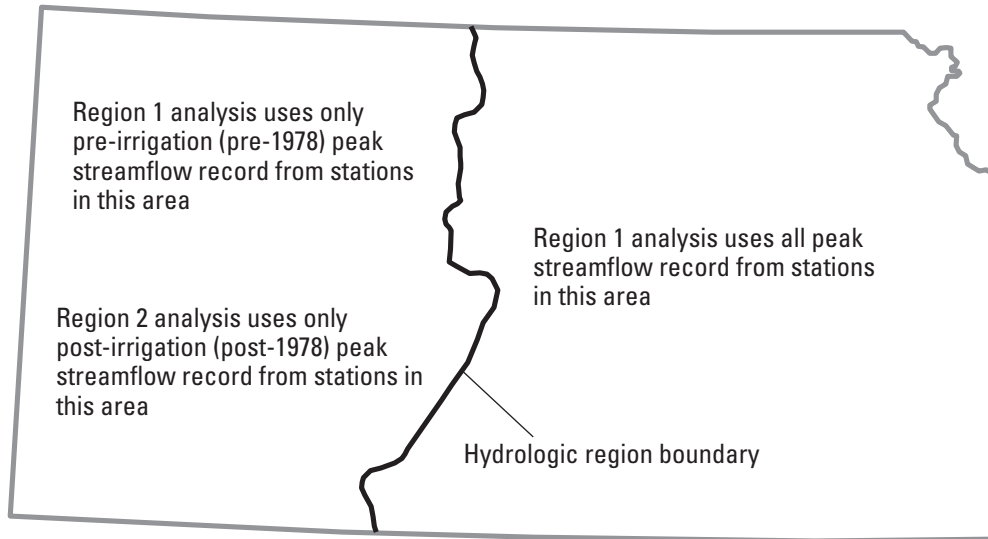 Region 1 analysis uses only
pre-irrigation (pre-1978) peak
streamflow record from stations
in this area
Region 1 analysis uses all peak
streamflow record from stations
in this area
Region 2 analysis uses only
post-irrigation (post-1978) peak
streamflow record from stations in
this area
Hydrologic region boundary